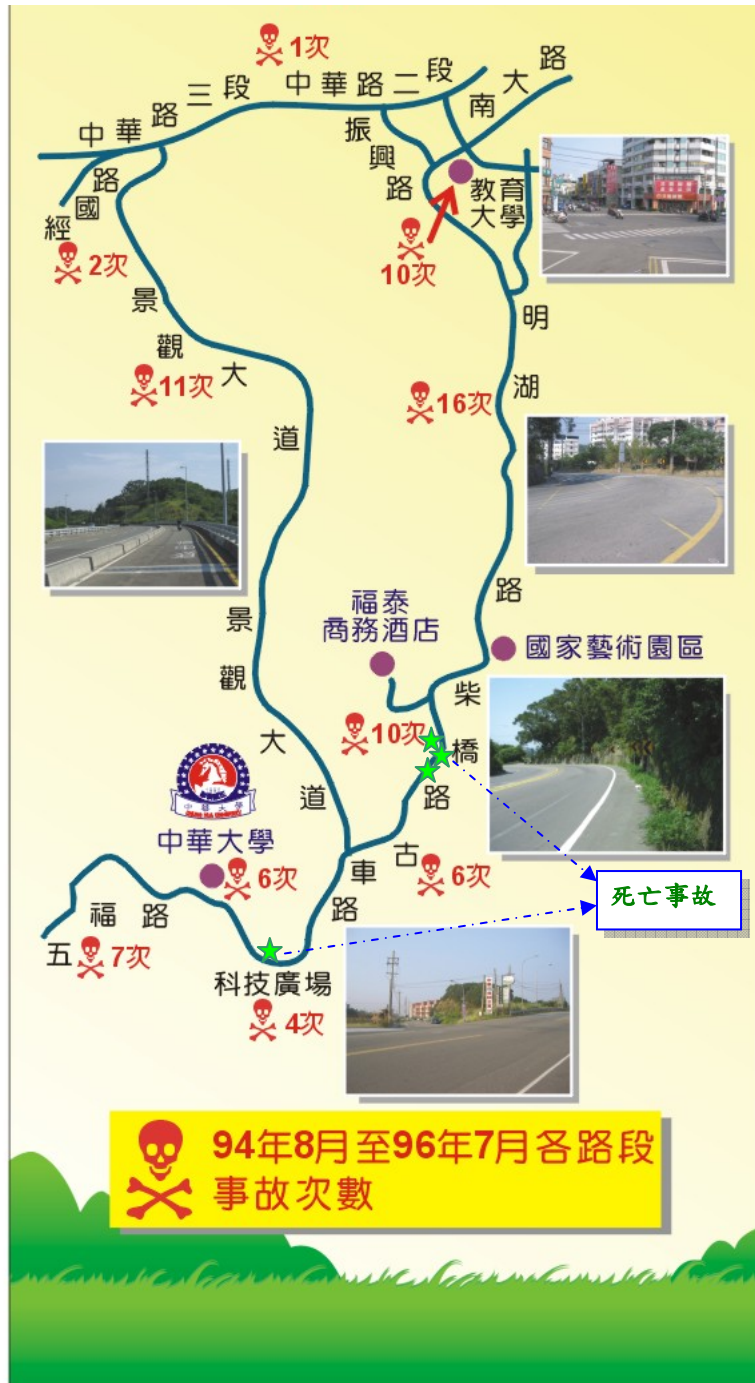 1次
中華路三段
中華路二段
南大路
振興路
經國路
2次
教育
大學
10次
明湖路
景觀大道
11次
16次
福泰
商務酒店
國家藝術園區
景觀大道
柴橋路
10次
中華大學
中華大學
6次
古車路
6次
死亡事故
五福路
7次
科技廣場
4次
94年8月至96年7月各路段
事故次數